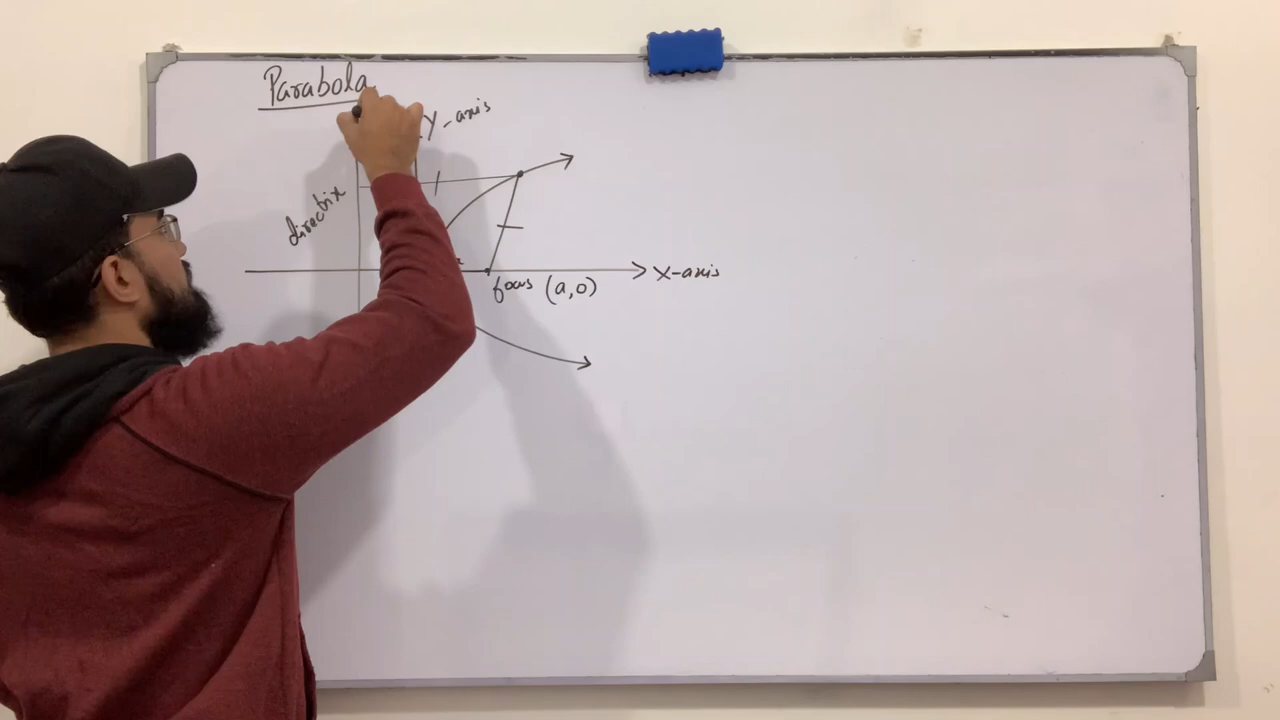 Parabola
Y-axis
directrix
X-axis
focus (a,0)